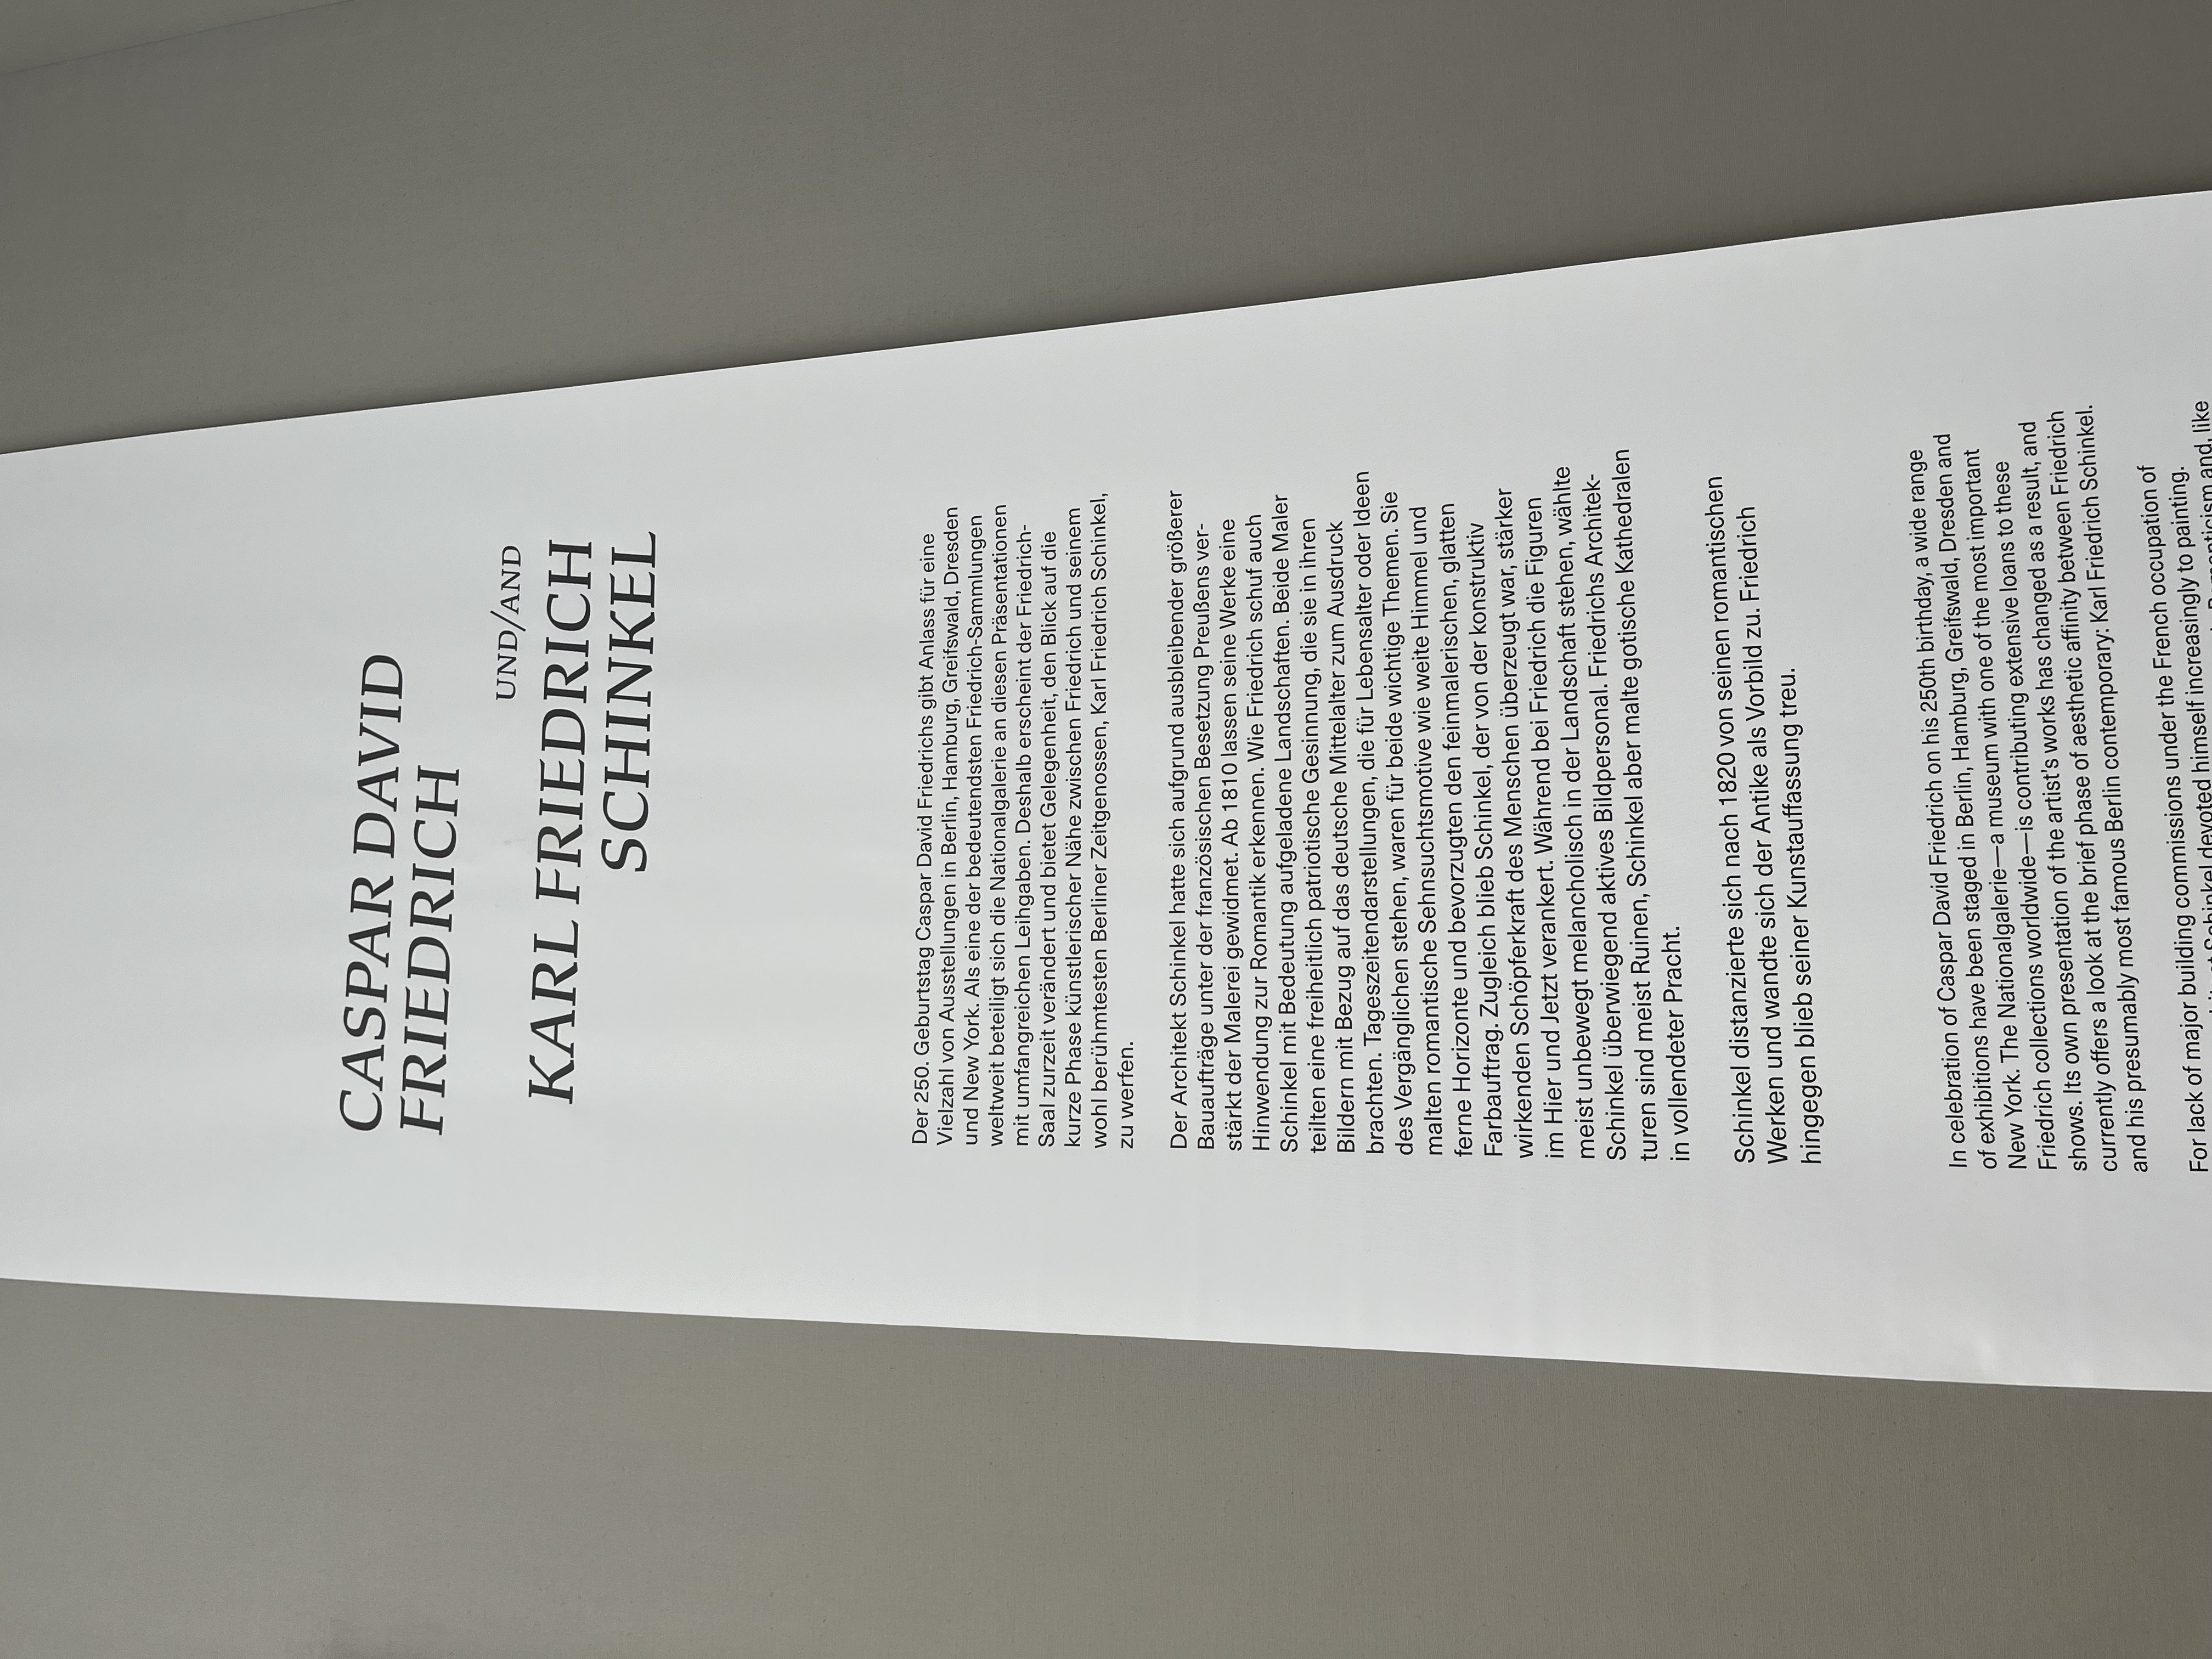 CASPAR DAVID
FRIEDRICH
UND/AND
KARL FRIEDRICH
SCHINKEL
Der 250. Geburtstag Caspar David Friedrichs gibt Anlass für eine
Vielzahl von Ausstellungen in Berlin, Hamburg, Greifswald, Dresden
und New York. Als eine der bedeutendsten Friedrich-Sammlungen
weltweit beteiligt sich die Nationalgalerie an diesen Präsentationen
mit umfangreichen Leihgaben. Deshalb erscheint der Friedrich-
Saal zurzeit verändert und bietet Gelegenheit, den Blick auf die
kurze Phase künstlerischer Nähe zwischen Friedrich und seinem
wohl berühmtesten Berliner Zeitgenossen, Karl Friedrich Schinkel,
zu werfen.
Der Architekt Schinkel hatte sich aufgrund ausbleibender größerer
Bauaufträge unter der französischen Besetzung Preußens ver-
stärkt der Malerei gewidmet. Ab 1810 lassen seine Werke eine
Hinwendung zur Romantik erkennen. Wie Friedrich schuf auch
Schinkel mit Bedeutung aufgeladene Landschaften. Beide Maler
teilten eine freiheitlich patriotische Gesinnung, die sie in ihren
Bildern mit Bezug auf das deutsche Mittelalter zum Ausdruck
brachten. Tageszeitendarstellungen, die für Lebensalter oder Ideen
des Vergänglichen stehen, waren für beide wichtige Themen. Sie
malten romantische Sehnsuchtsmotive wie weite Himmel und
ferne Horizonte und bevorzugten den feinmalerischen, glatten
Farbauftrag. Zugleich blieb Schinkel, der von der konstruktiv
wirkenden Schöpferkraft des Menschen überzeugt war, stärker
im Hier und Jetzt verankert. Während bei Friedrich die Figuren
meist unbewegt melancholisch in der Landschaft stehen, wählte
Schinkel überwiegend aktives Bildpersonal. Friedrichs Architek-
turen sind meist Ruinen, Schinkel aber malte gotische Kathedralen
in vollendeter Pracht.
Schinkel distanzierte sich nach 1820 von seinen romantischen
Werken und wandte sich der Antike als Vorbild zu. Friedrich
hingegen blieb seiner Kunstauffassung treu.
In celebration of Caspar David Friedrich on his 250th birthday, a wide range
of exhibitions have been staged in Berlin, Hamburg, Greifswald, Dresden and
New York. The Nationalgalerie—a museum with one of the most important
Friedrich collections worldwide—is contributing extensive loans to these
shows. Its own presentation of the artist's works has changed as a result, and
currently offers a look at the brief phase of aesthetic affinity between Friedrich
and his presumably most famous Berlin contemporary: Karl Friedrich Schinkel.
For lack of major building commissions under the French occupation of
Schinkel devoted himself increasingly to painting.
and, like